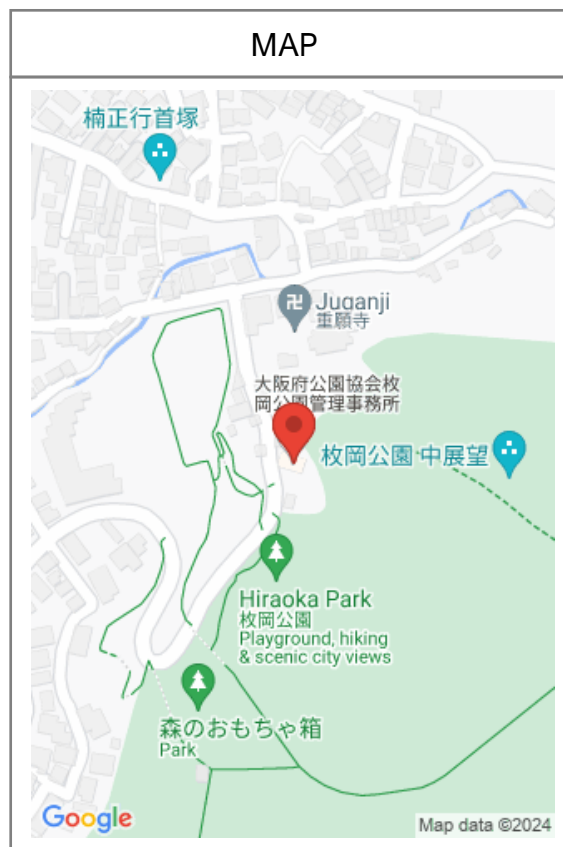 MAP
楠正行首塚
Juganji
重願寺
大阪府公園協会枚
岡公園管理事務所
枚岡公園 中展望
Hiraoka Park
枚岡公園
Playground, hiking
& scenic city views
森のおもちゃ箱
Park
Google
Map data ©2024